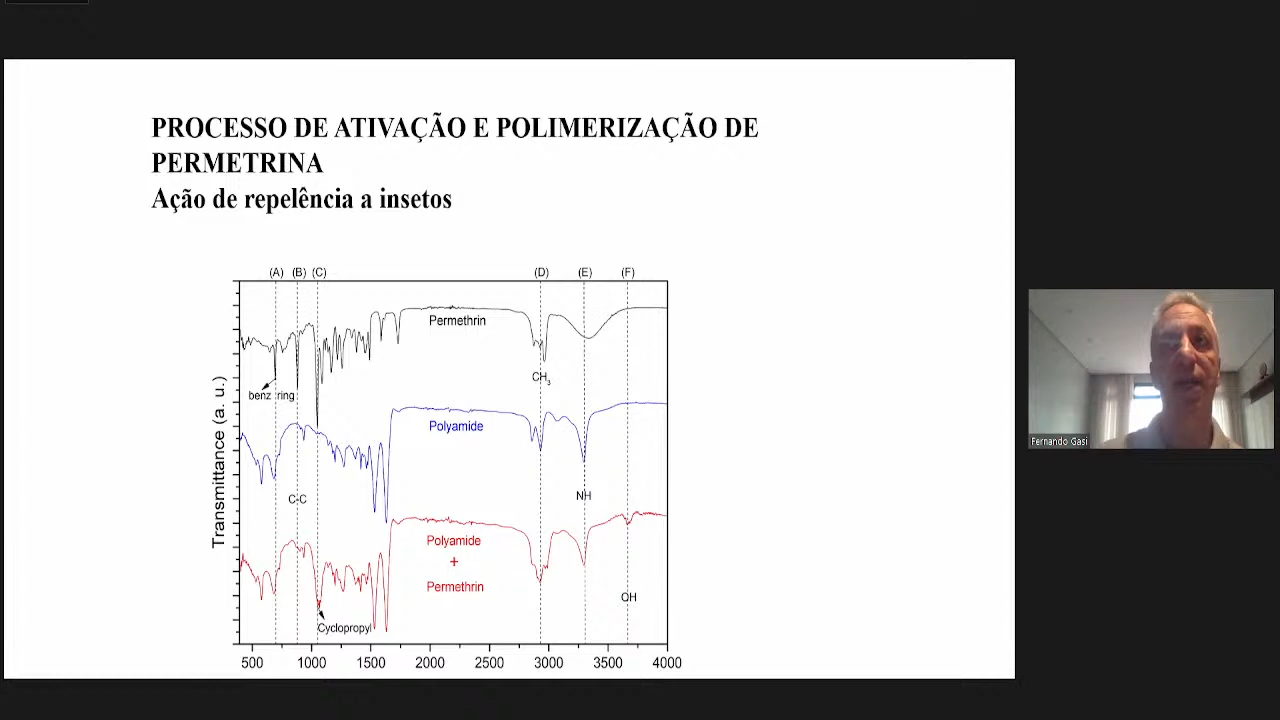 PROCESSO DE ATIVAÇÃO E POLIMERIZAÇÃO DE
PERMETRINA
Ação de repelência a insetos
(A) (B) (C) (D) (E) (F)
Permethrin
CH3
benz ring
Polyamide
C-C
NH
Polyamide
+
Permethrin
OH
Cyclopropyl
Transmittance (a. u.)
500 1000 1500 2000 2500 3000 3500 4000
Fernando Gasi